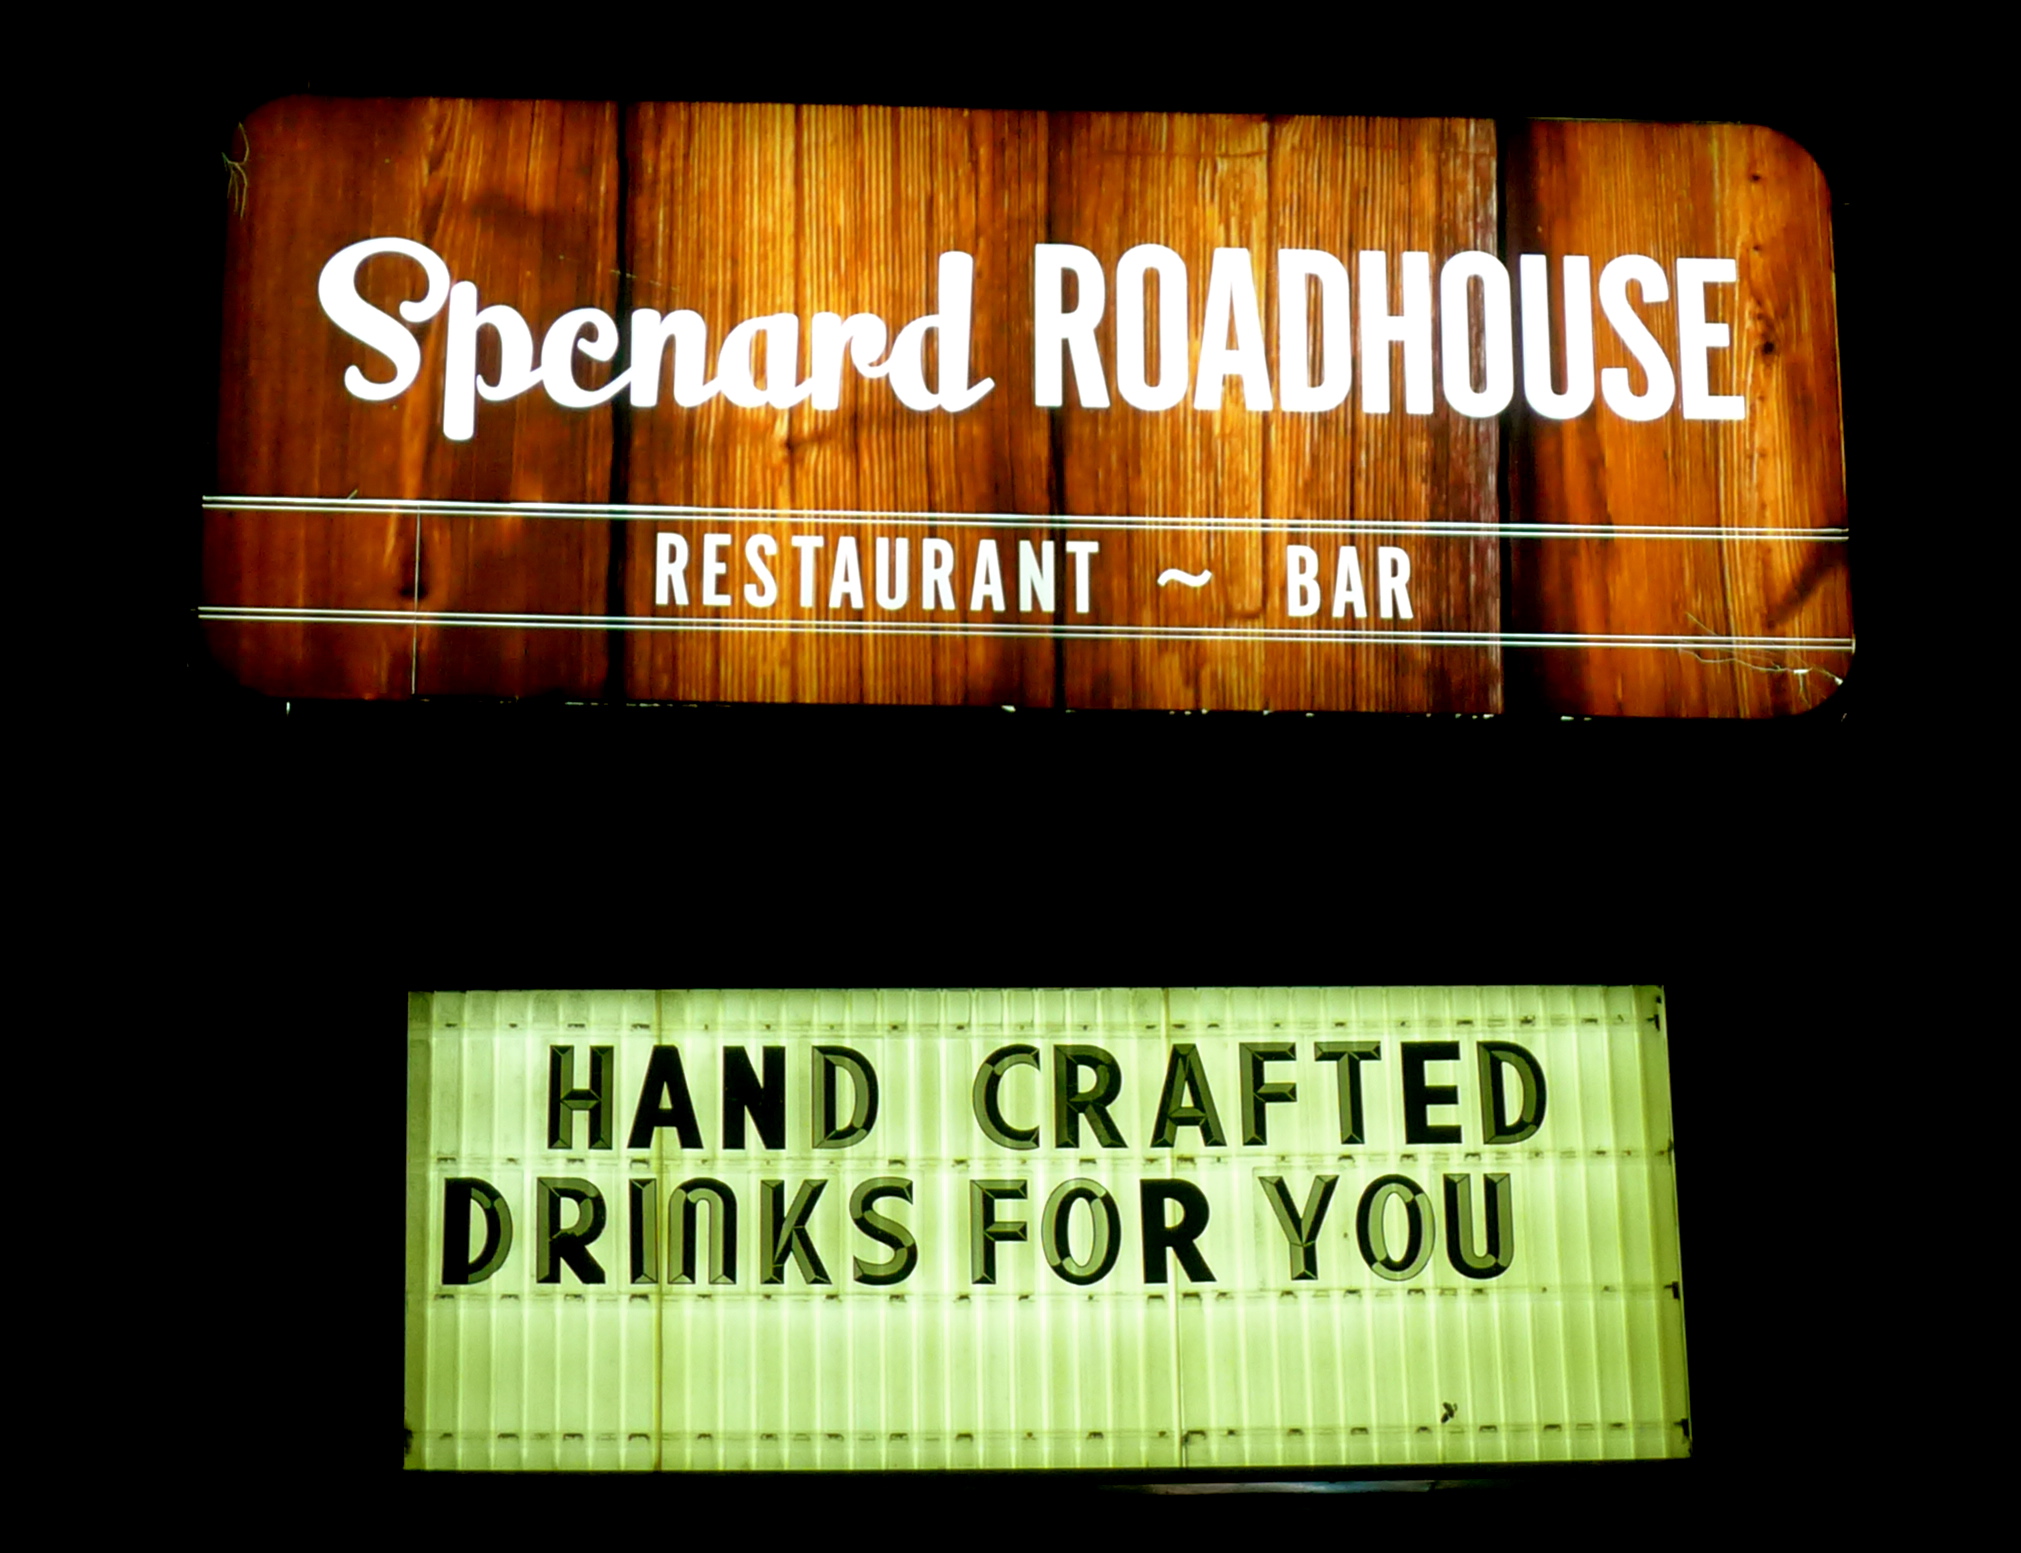 Spenard ROADHOUSE
RESTAURANT ~ BAR
HAND CRAFTED
DRINKS FOR YOU